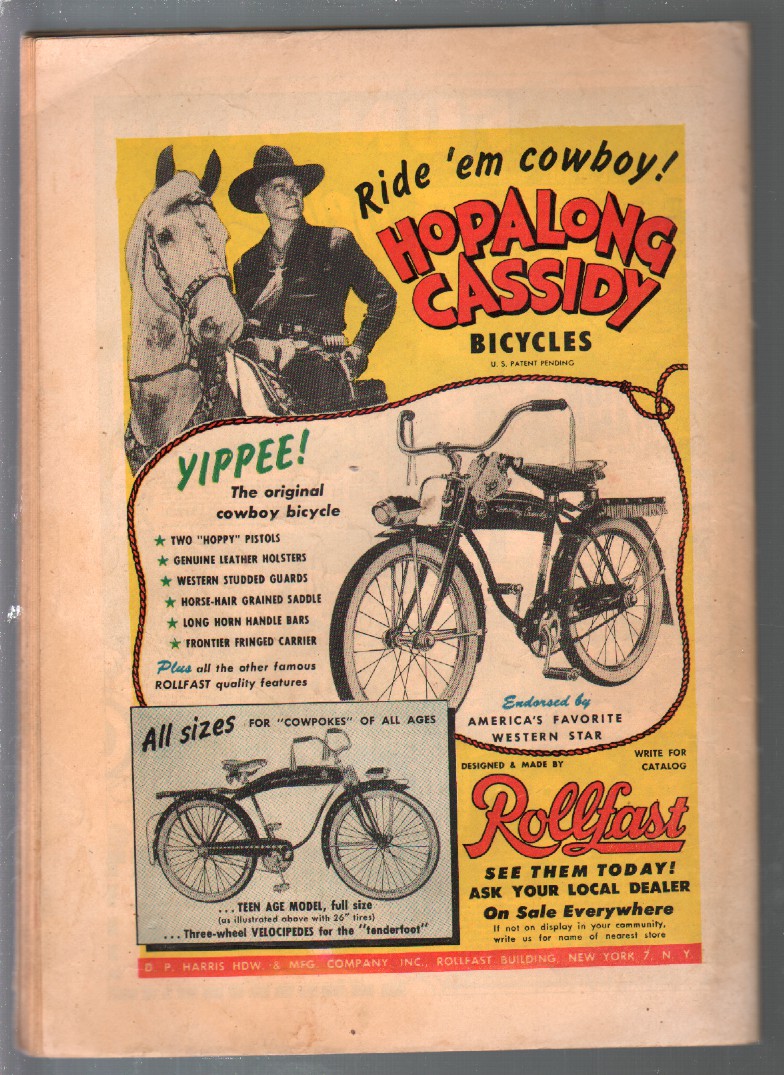 Ride 'em cowboy!
HOPALONG
CASSIDY
BICYCLES
U. S. PATENT PENDING
YIPPEE!
The original
cowboy bicycle
★ TWO "HOPPY" PISTOLS
★ GENUINE LEATHER HOLSTERS
★ WESTERN STUDDED GUARDS
★ HORSE-HAIR GRAINED SADDLE
★ LONG HORN HANDLE BARS
★ FRONTIER FRINGED CARRIER
Plus all the other famous
ROLLFAST quality features
Endorsed by
AMERICA'S FAVORITE
WESTERN STAR
All sizes FOR "COWPOKES" OF ALL AGES
...TEEN AGE MODEL, full size
(as illustrated above with 26" tires)
...Three-wheel VELOCIPEDES for the "tenderfoot"
DESIGNED & MADE BY
WRITE FOR
CATALOG
Rollfast
SEE THEM TODAY!
ASK YOUR LOCAL DEALER
On Sale Everywhere
If not on display in your community,
write us for name of nearest store
D. P. HARRIS HDW. & MFG. COMPANY, INC., ROLLFAST BUILDING, NEW YORK 7, N. Y.